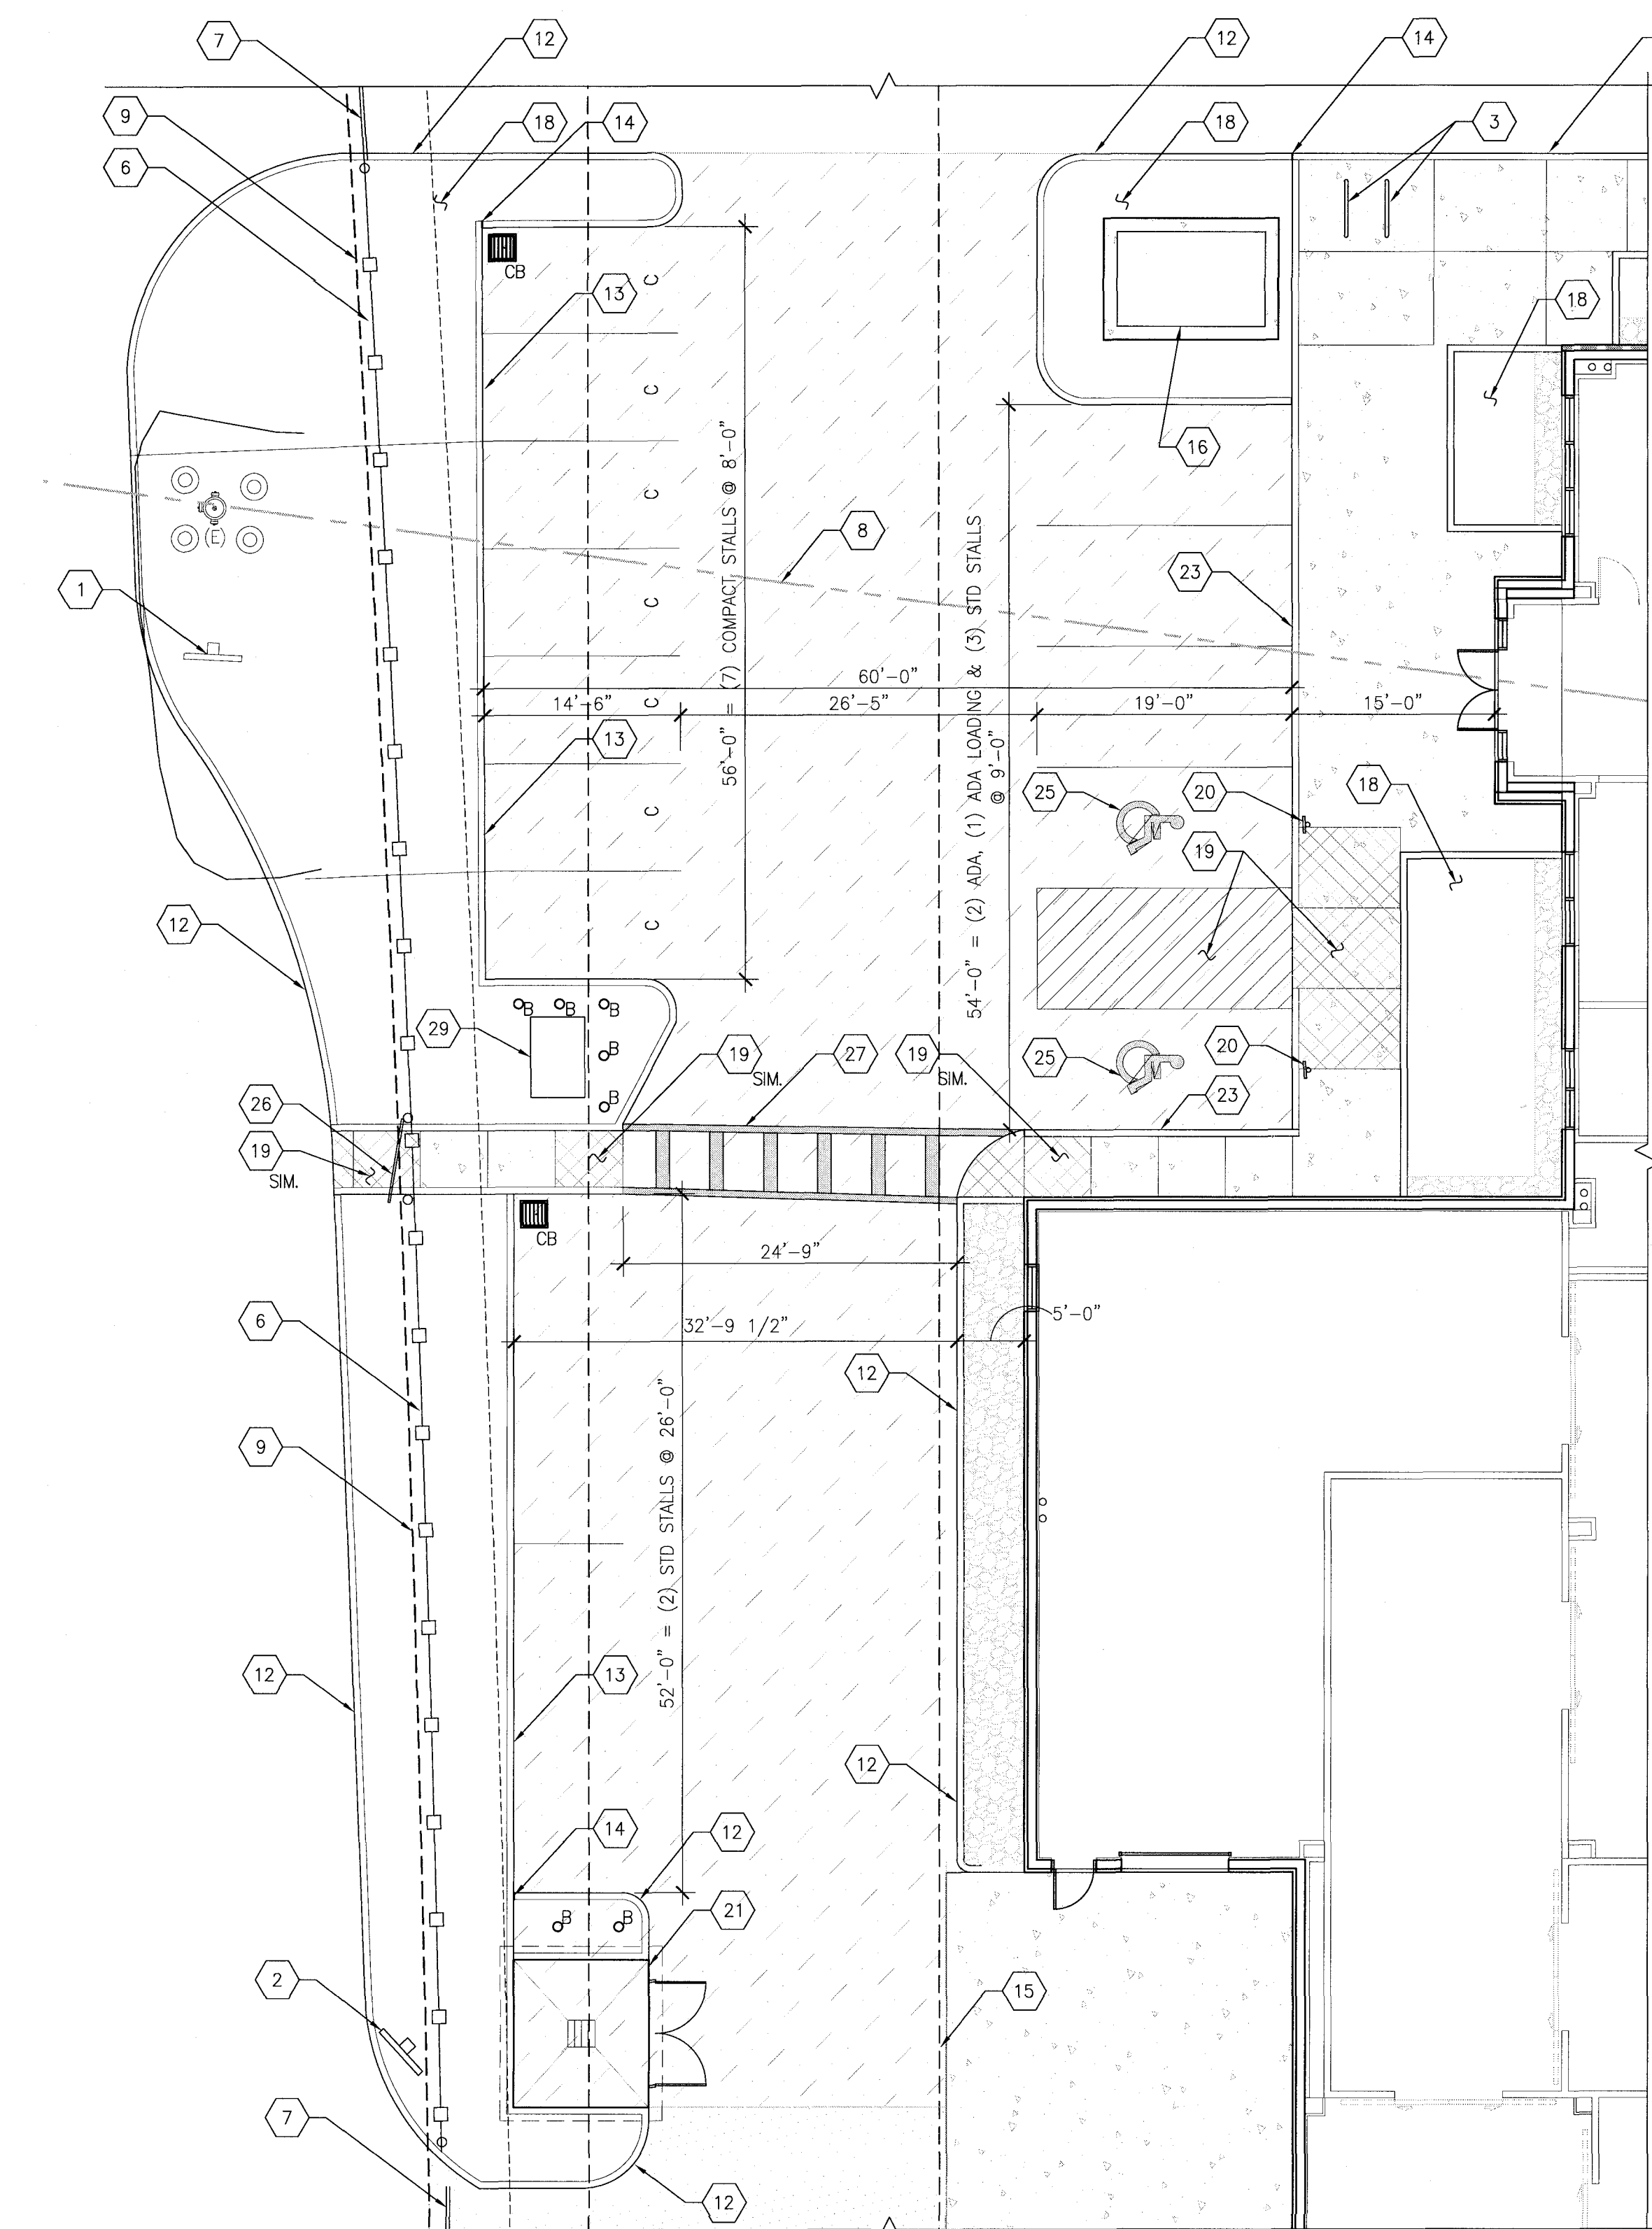 7
12
12
14
9
18
14
18
3
6
CB
13
C
18
C
16
(E)
C
8
1
23
C
56'-0" = (7) COMPACT STALLS @ 8'-0"
54'-0" = (2) ADA, (1) ADA LOADING & (3) STD STALLS
@ 9'-0"
60'-0"
14'-6"
26'-5"
19'-0"
15'-0"
C
13
C
25
20
18
19
12
C
B
B
B
29
B
19
SIM.
27
19
SIM.
25
20
B
26
23
19
SIM.
CB
24'-9"
6
32'-9 1/2"
5'-0"
12
9
52'-0" = (2) STD STALLS @ 26'-0"
12
13
12
14
12
B
B
21
2
15
7
12